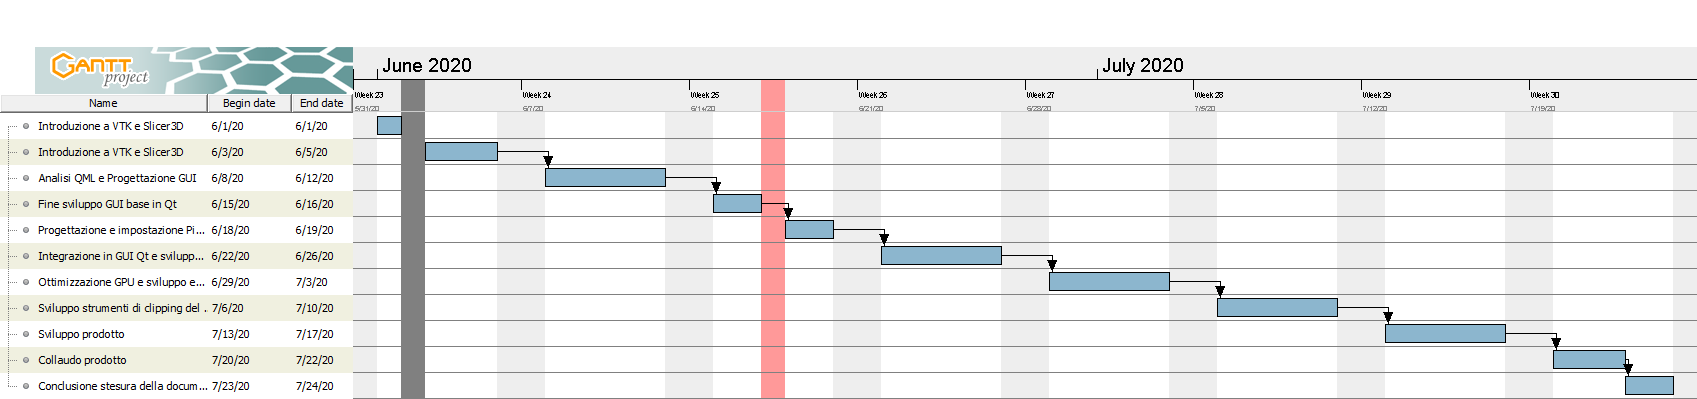 GANTT
project
June 2020
July 2020
Week 23
Week 24
Week 25
Week 26
Week 27
Week 28
Week 29
Week 30
5/31/20
6/7/20
6/14/20
6/21/20
6/28/20
7/5/20
7/12/20
7/19/20
Name Begin date End date
Introduzione a VTK e Slicer3D 6/1/20 6/1/20
Introduzione a VTK e Slicer3D 6/3/20 6/5/20
Analisi QML e Progettazione GUI 6/8/20 6/12/20
Fine sviluppo GUI base in Qt 6/15/20 6/16/20
Progettazione e impostazione Pi... 6/18/20 6/19/20
Integrazione in GUI Qt e svilupp... 6/22/20 6/26/20
Ottimizzazione GPU e sviluppo e... 6/29/20 7/3/20
Sviluppo strumenti di clipping del . 7/6/20 7/10/20
Sviluppo prodotto 7/13/20 7/17/20
Collaudo prodotto 7/20/20 7/22/20
Conclusione stesura della docum... 7/23/20 7/24/20